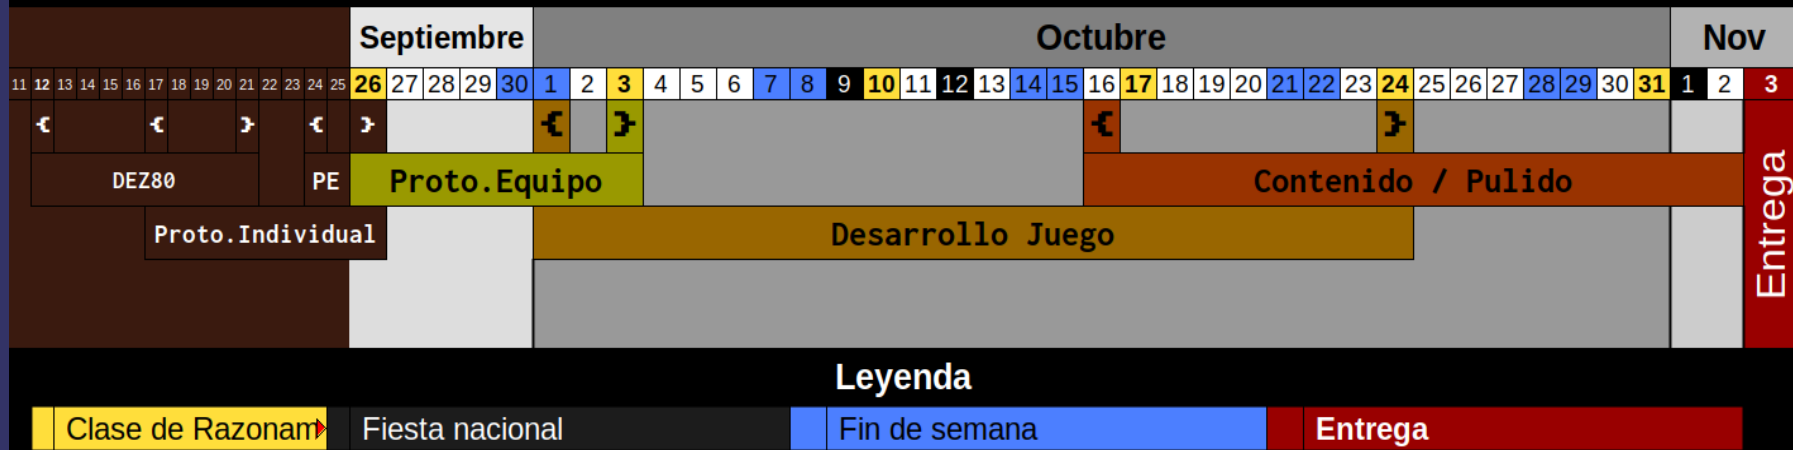 Septiembre Octubre Nov
11 12 13 14 15 16 17 18 19 20 21 22 23 24 25 26 27 28 29 30 1 2 3 4 5 6 7 8 9 10 11 12 13 14 15 16 17 18 19 20 21 22 23 24 25 26 27 28 29 30 31 1 2 3
{ { } { } { } { }
DEZ80 PE Proto.Equipo Contenido / Pulido
Proto.Individual Desarrollo Juego
Entrega
Leyenda
Clase de Razonam Fiesta nacional Fin de semana Entrega